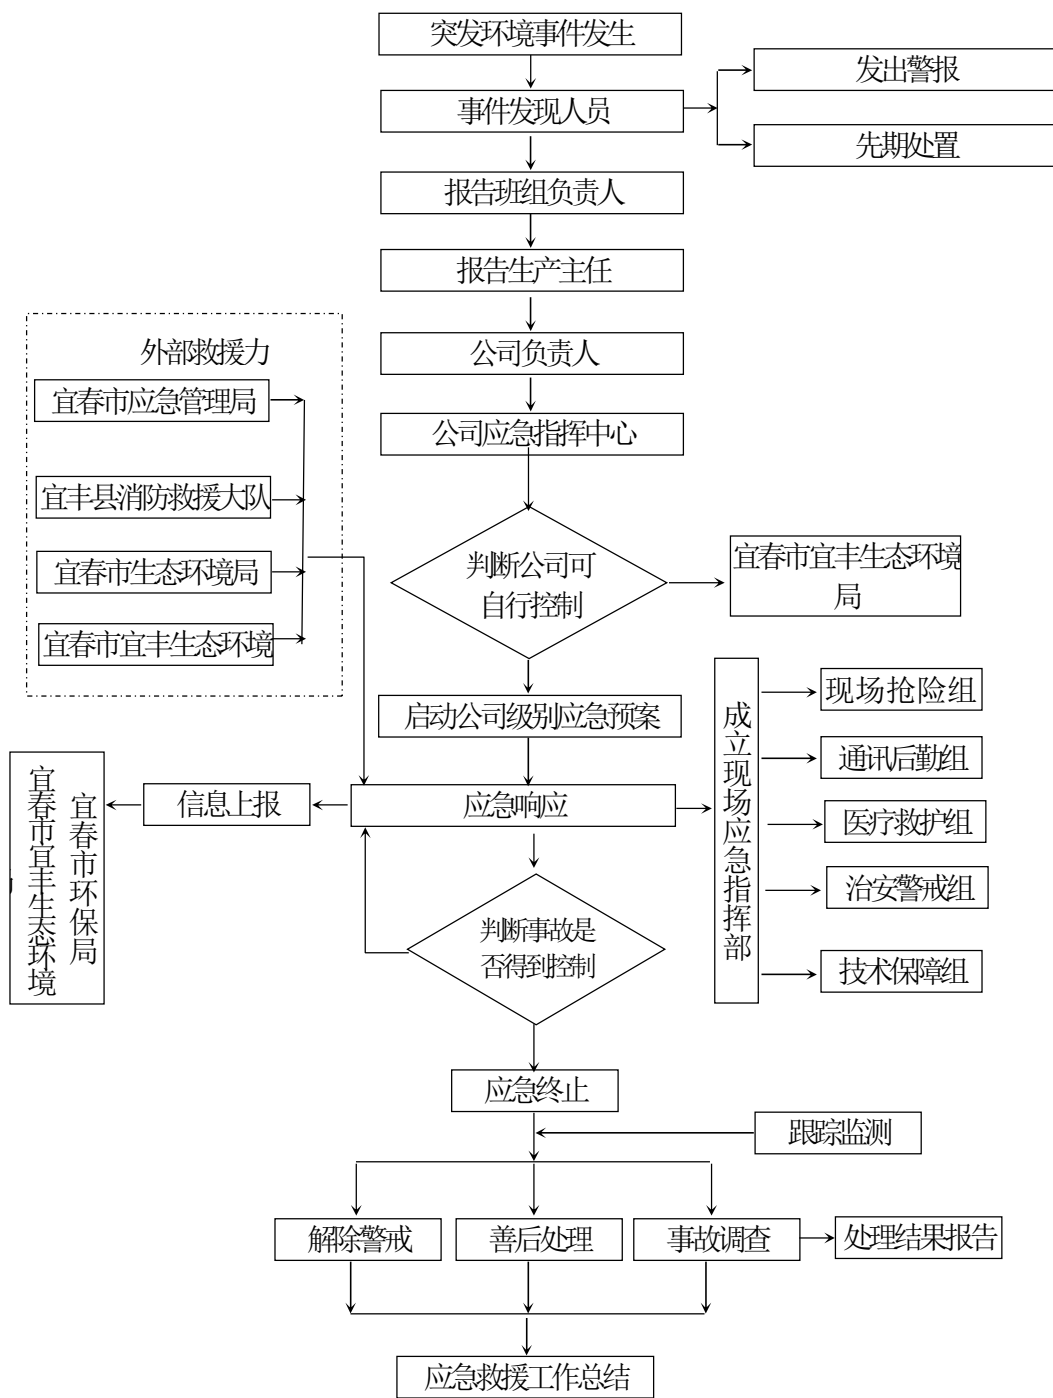 突发环境事件发生
发出警报
事件发现人员
先期处置
报告班组负责人
报告生产主任
外部救援力
公司负责人
宜春市应急管理局
公司应急指挥中心
宜丰县消防救援大队
判断公司可
自行控制
宜春市宜丰生态环境
局
宜春市生态环境局
宜春市宜丰生态环境
启动公司级别应急预案
成立现场应急指挥部
现场抢险组
通讯后勤组
医疗救护组
治安警戒组
技术保障组
应急响应
信息上报
宜春市环保局
宜春市宜丰生态环境
判断事故是
否得到控制
应急终止
跟踪监测
解除警戒
善后处理
事故调查
处理结果报告
应急救援工作总结